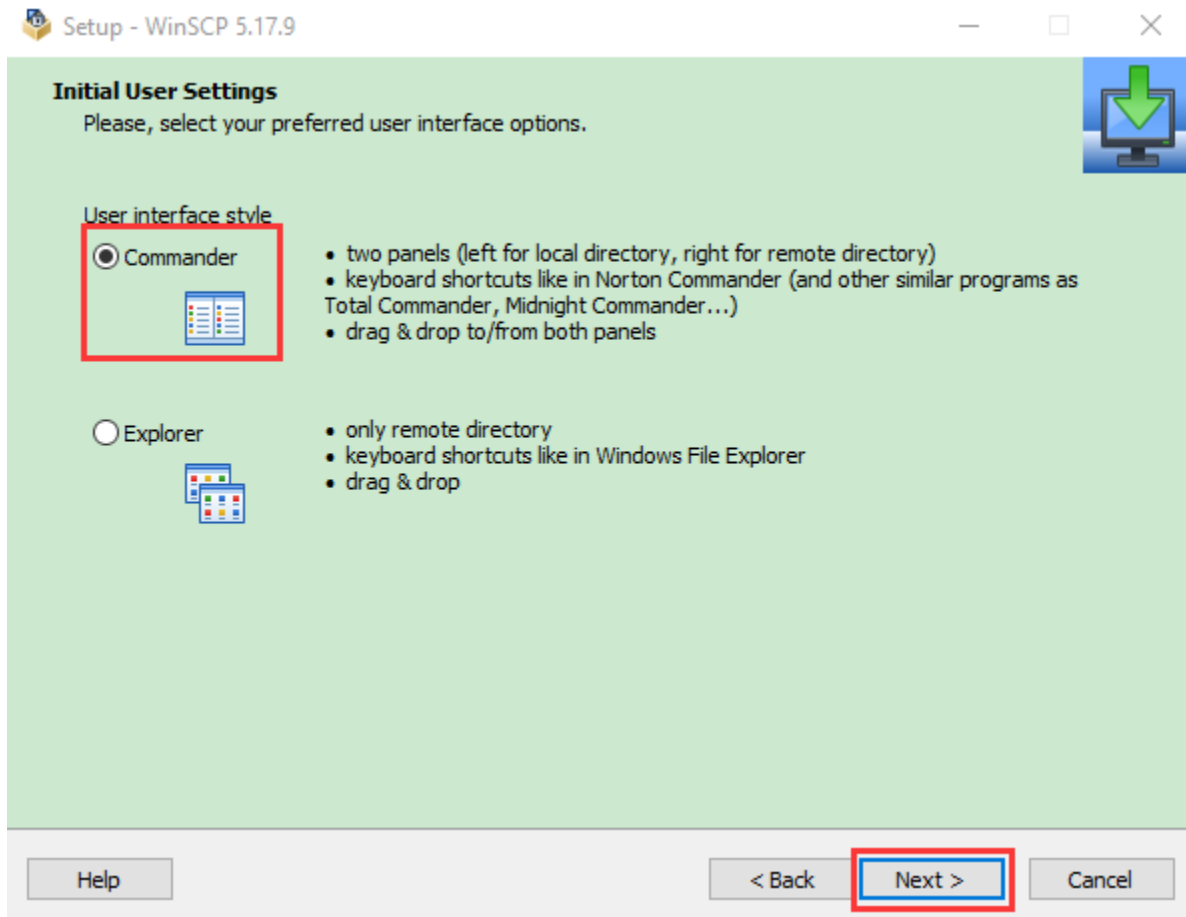 Setup - WinSCP 5.17.9
Initial User Settings
Please, select your preferred user interface options.
User interface style
Commander
• two panels (left for local directory, right for remote directory)
• keyboard shortcuts like in Norton Commander (and other similar programs as
Total Commander, Midnight Commander...)
• drag & drop to/from both panels
Explorer
• only remote directory
• keyboard shortcuts like in Windows File Explorer
• drag & drop
Help
< Back
Next >
Cancel